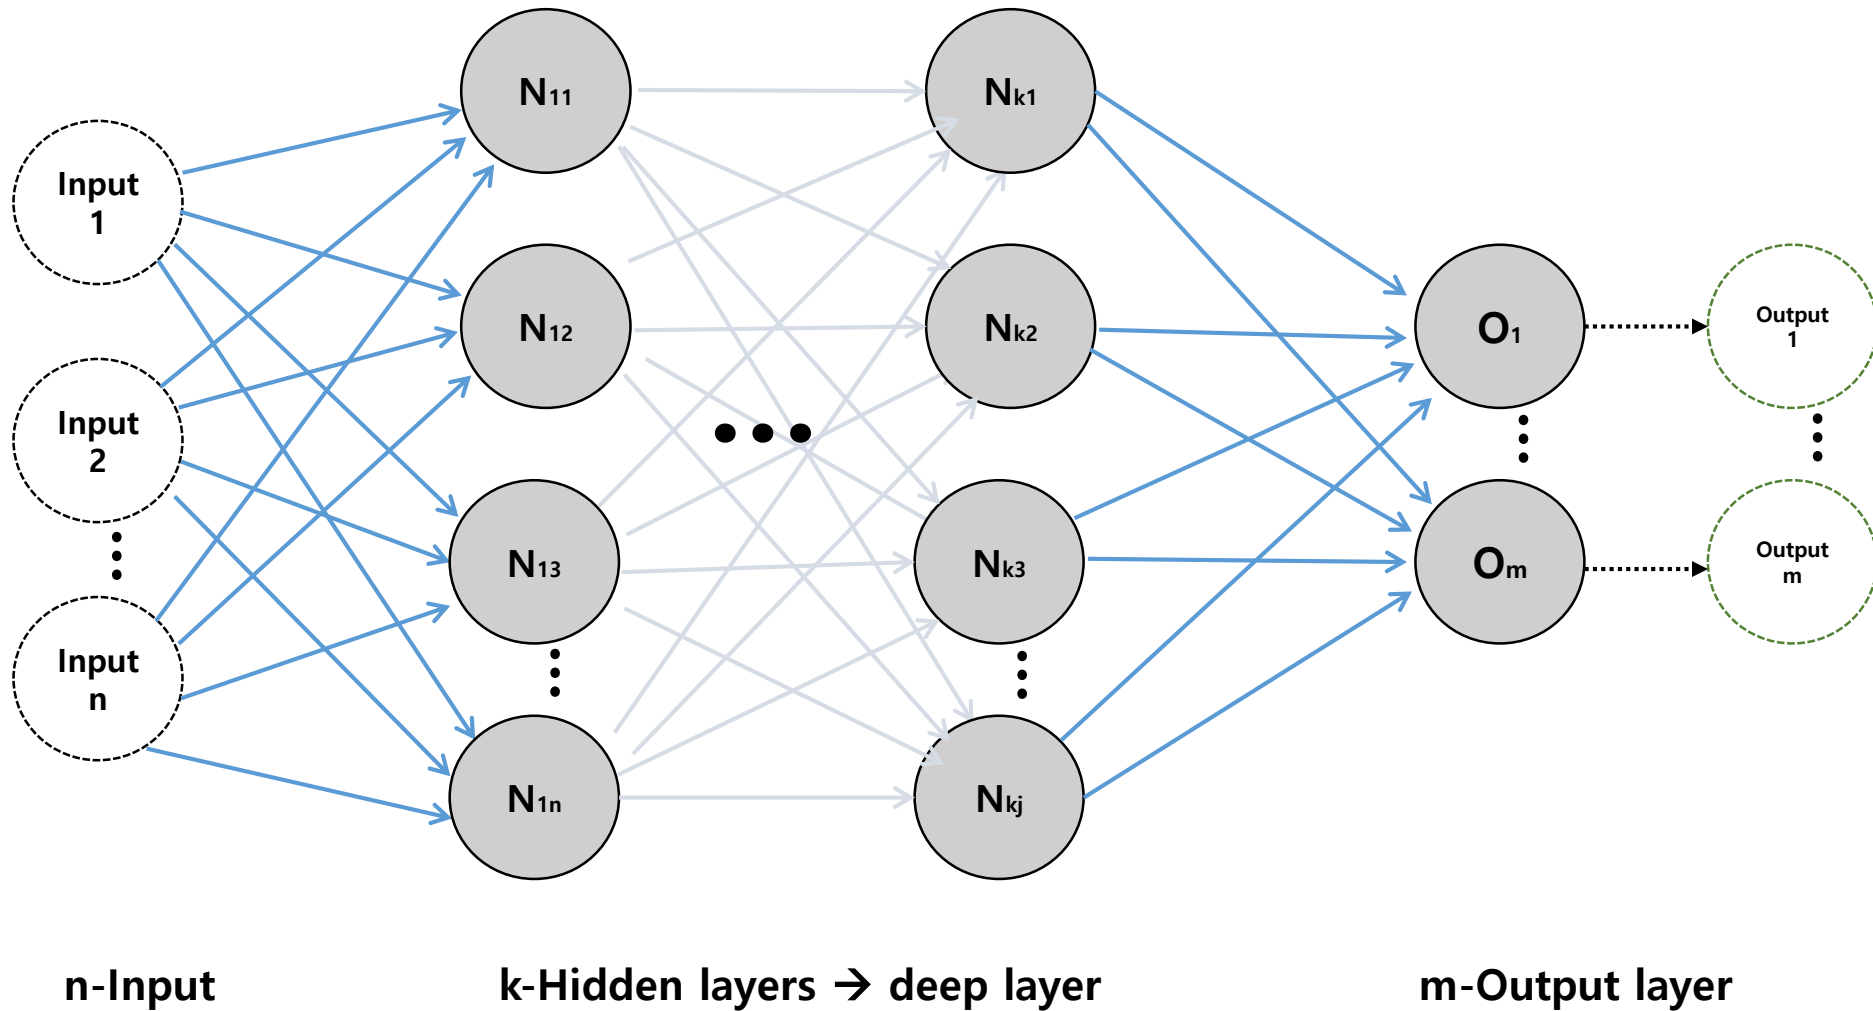 Input
1
Input
2
Input
n
N11
N12
N13
N1n
Nk1
Nk2
Nk3
Nkj
O1
Om
Output
1
Output
m
n-Input
k-Hidden layers → deep layer
m-Output layer